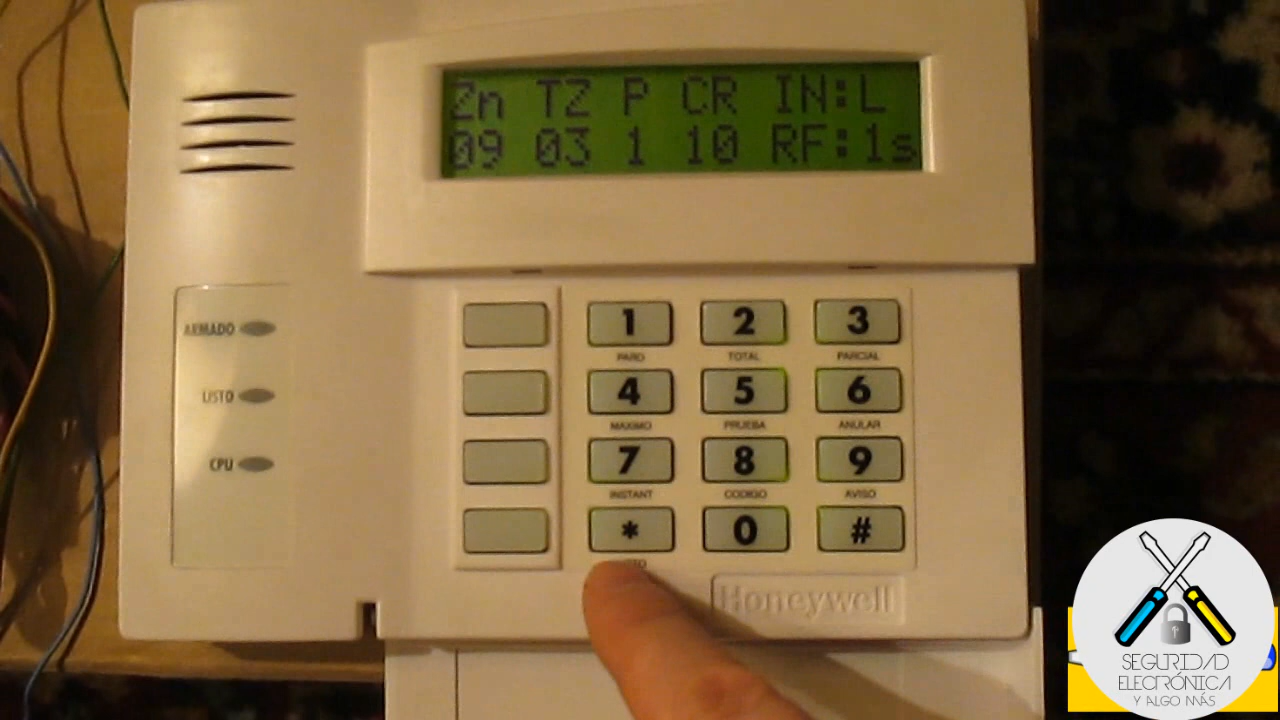 Zn TZ P CR IN:L
09 03 1 10 RF:1s
ARMADO
LISTO
CPU
1 2 3
PARO TOTAL PARCIAL
4 5 6
MAXIMO PRUEBA ANULAR
7 8 9
INSTANT CODIGO AVISO
* 0 #
Honeywell
SEGURIDAD
ELECTRÓNICA
Y ALGO MÁS